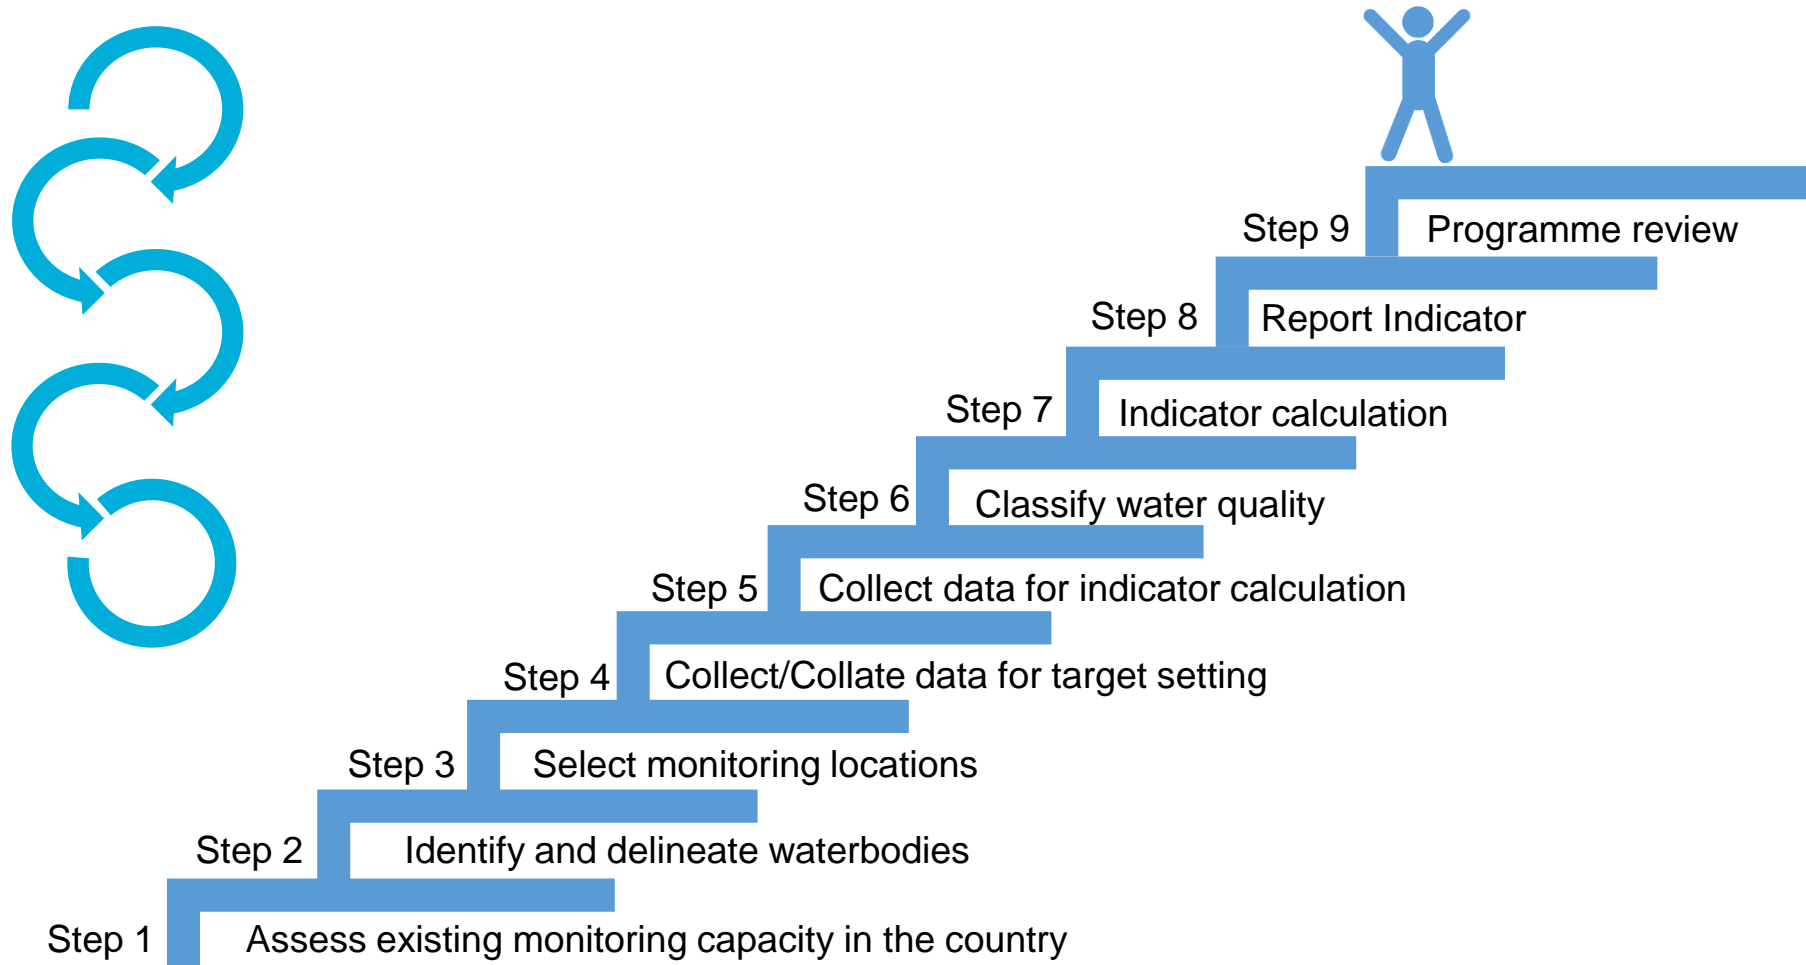 Step 9 Programme review
Step 8 Report Indicator
Step 7 Indicator calculation
Step 6 Classify water quality
Step 5 Collect data for indicator calculation
Step 4 Collect/Collate data for target setting
Step 3 Select monitoring locations
Step 2 Identify and delineate waterbodies
Step 1 Assess existing monitoring capacity in the country